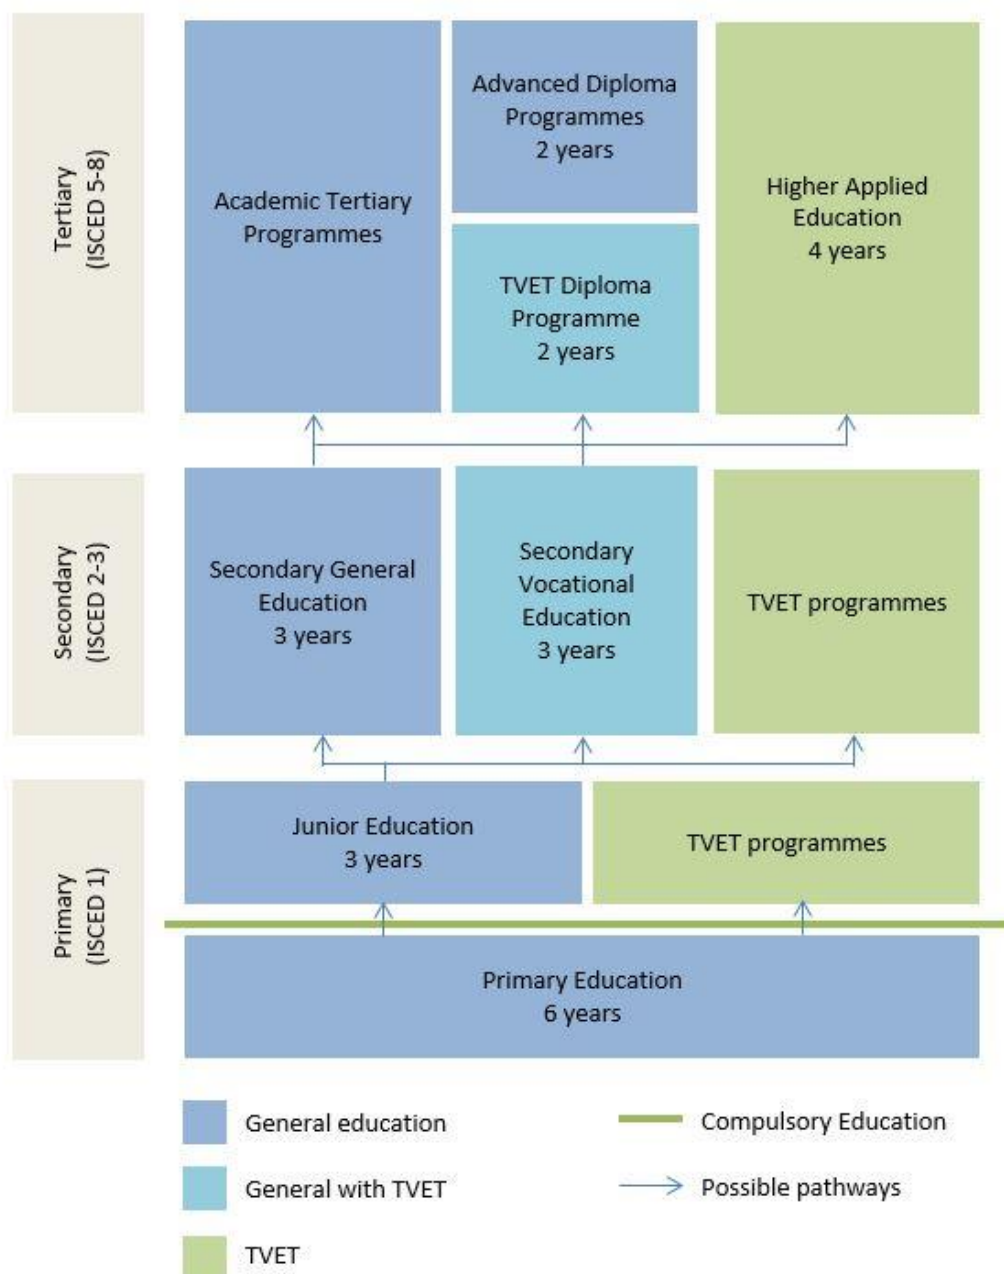 Tertiary
(ISCED 5-8)
Academic Tertiary
Programmes
Advanced Diploma
Programmes
2 years
TVET Diploma
Programme
2 years
Higher Applied
Education
4 years
Secondary
(ISCED 2-3)
Secondary General
Education
3 years
Secondary
Vocational
Education
3 years
TVET programmes
Primary
(ISCED 1)
Junior Education
3 years
TVET programmes
Primary Education
6 years
General education
Compulsory Education
General with TVET
Possible pathways
TVET